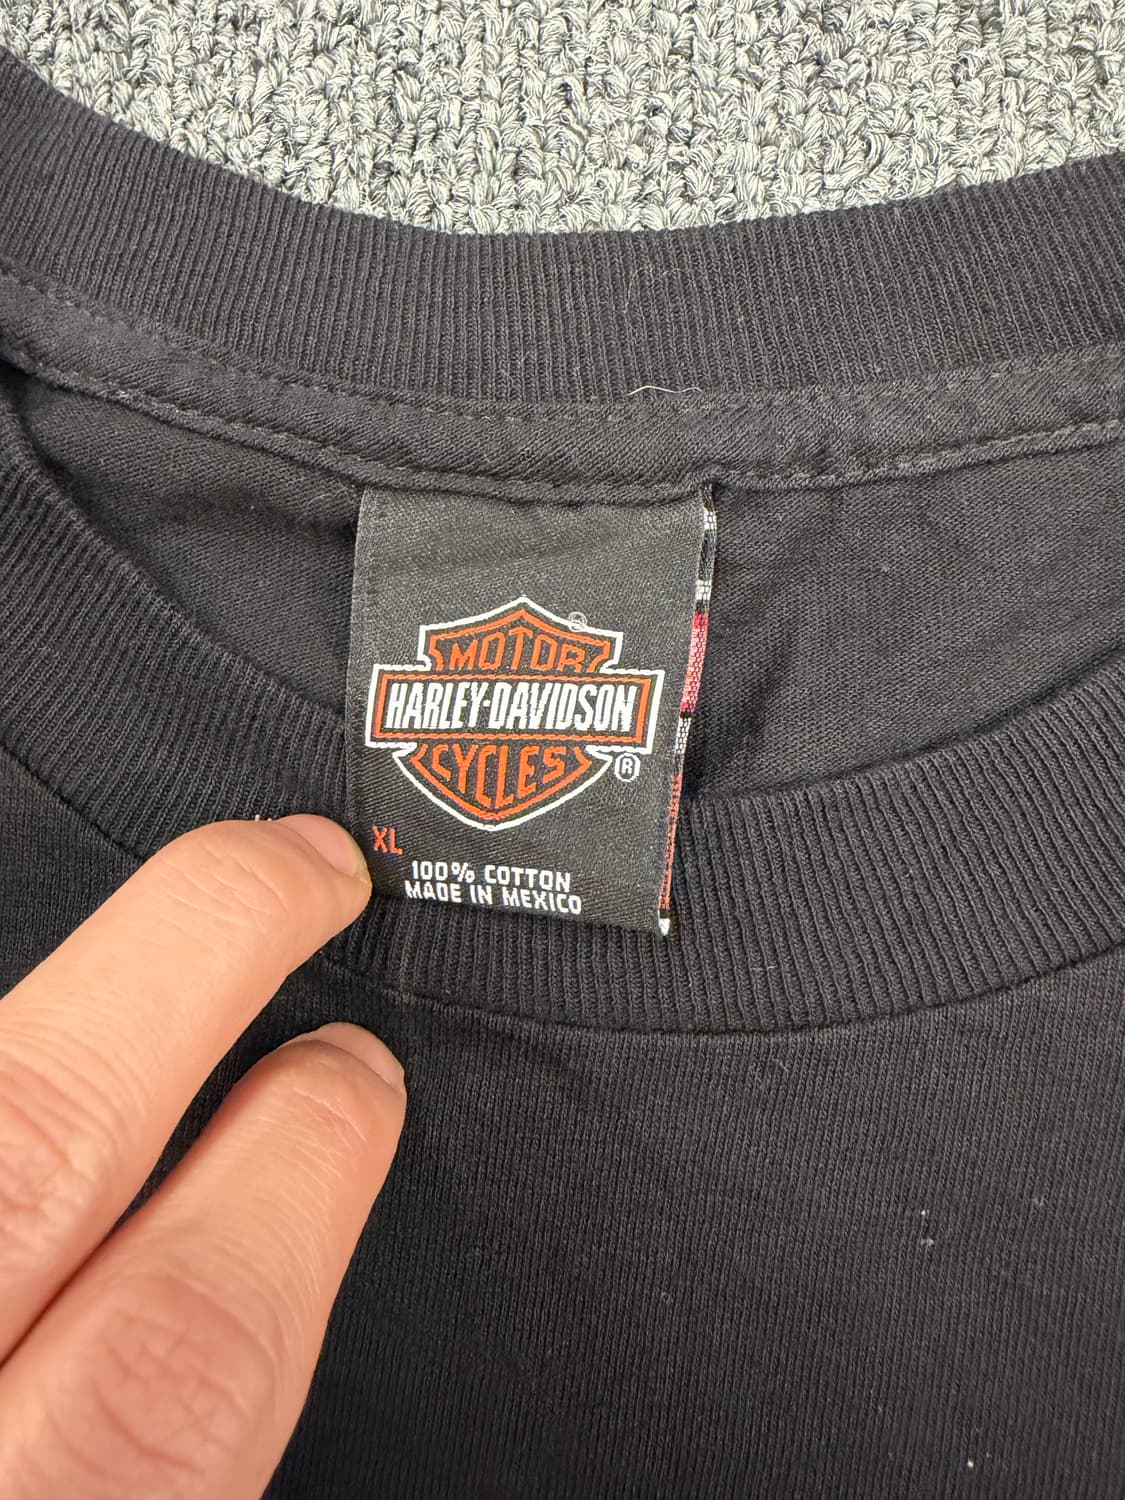 MOTOR
HARLEY-DAVIDSON
CYCLES
®
XL
100% COTTON
MADE IN MEXICO